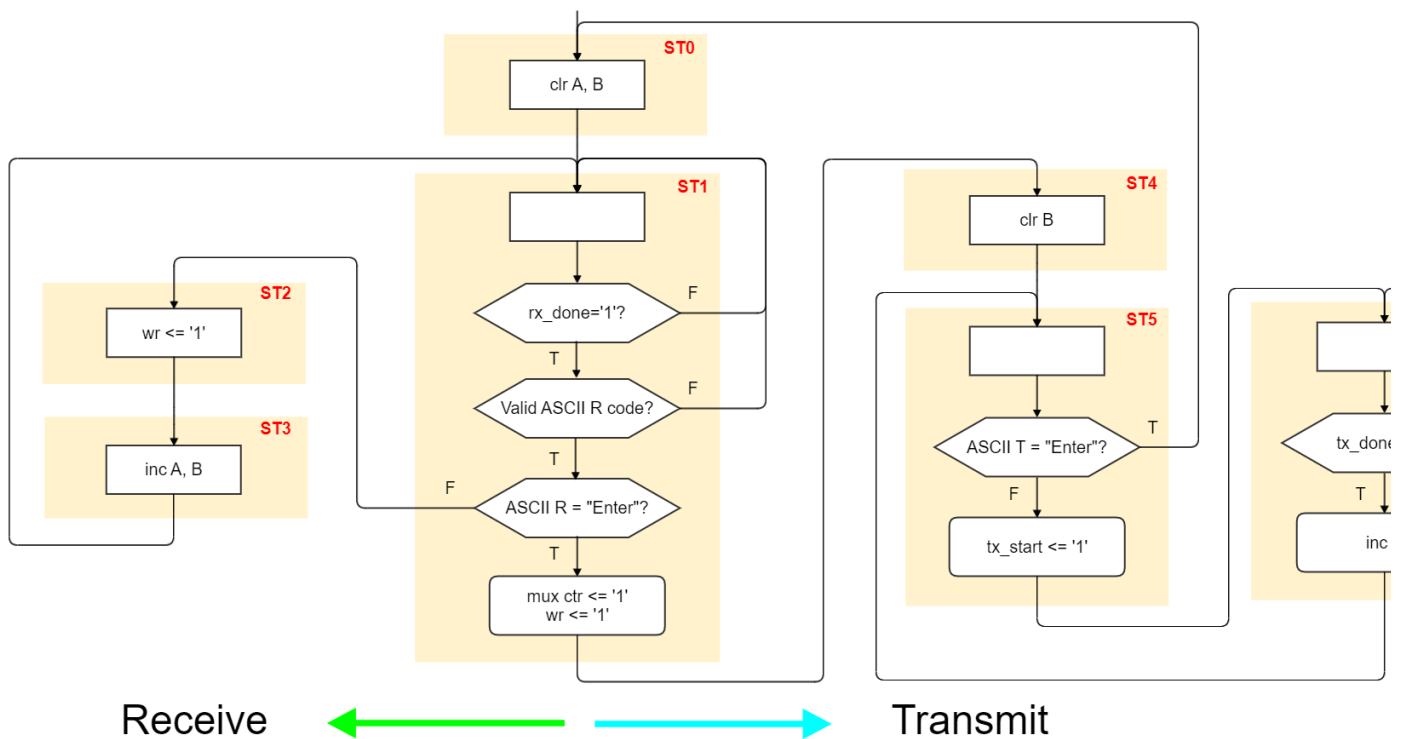 ST0
clr A, B
ST1
rx_done='1'?
F
T
Valid ASCII R code?
F
T
ASCII R = "Enter"?
F
T
mux ctr <= '1'
wr <= '1'
ST2
wr <= '1'
ST3
inc A, B
ST4
clr B
ST5
ASCII T = "Enter"?
T
F
tx_start <= '1'
tx_done
T
inc
Receive
Transmit